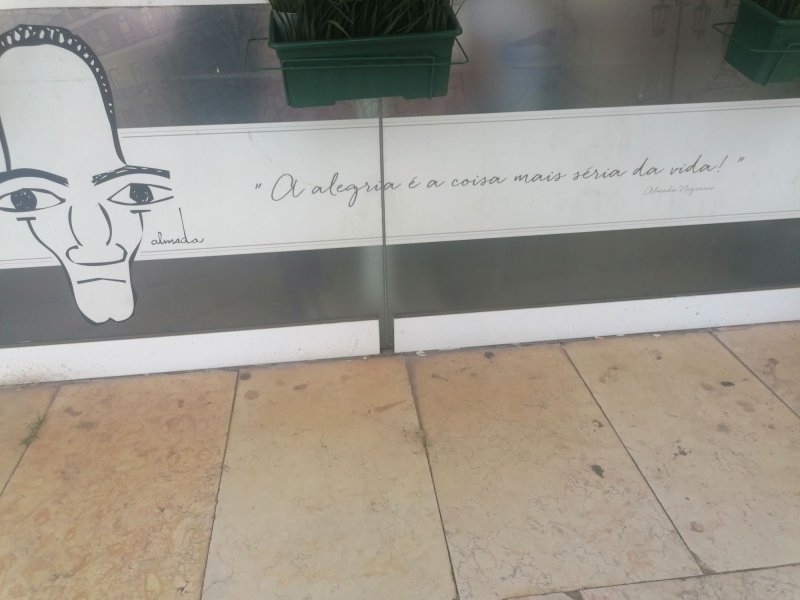 " A alegria é a coisa mais séria da vida! "
Almada Negreiros
almada